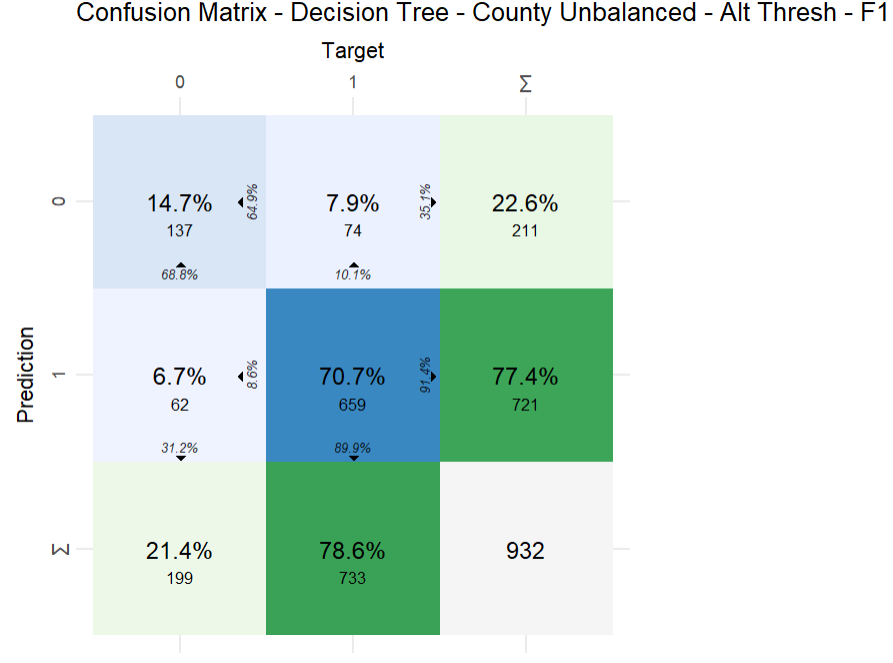 Confusion Matrix - Decision Tree - County Unbalanced - Alt Thresh - F1
Target
0 1 Σ
Prediction
0
14.7% 7.9% 22.6%
64.9% 35.1%
137 74 211
68.8% 10.1%
1
6.7% 70.7% 77.4%
8.6% 91.4%
62 659 721
31.2% 89.9%
Σ
21.4% 78.6% 932
199 733